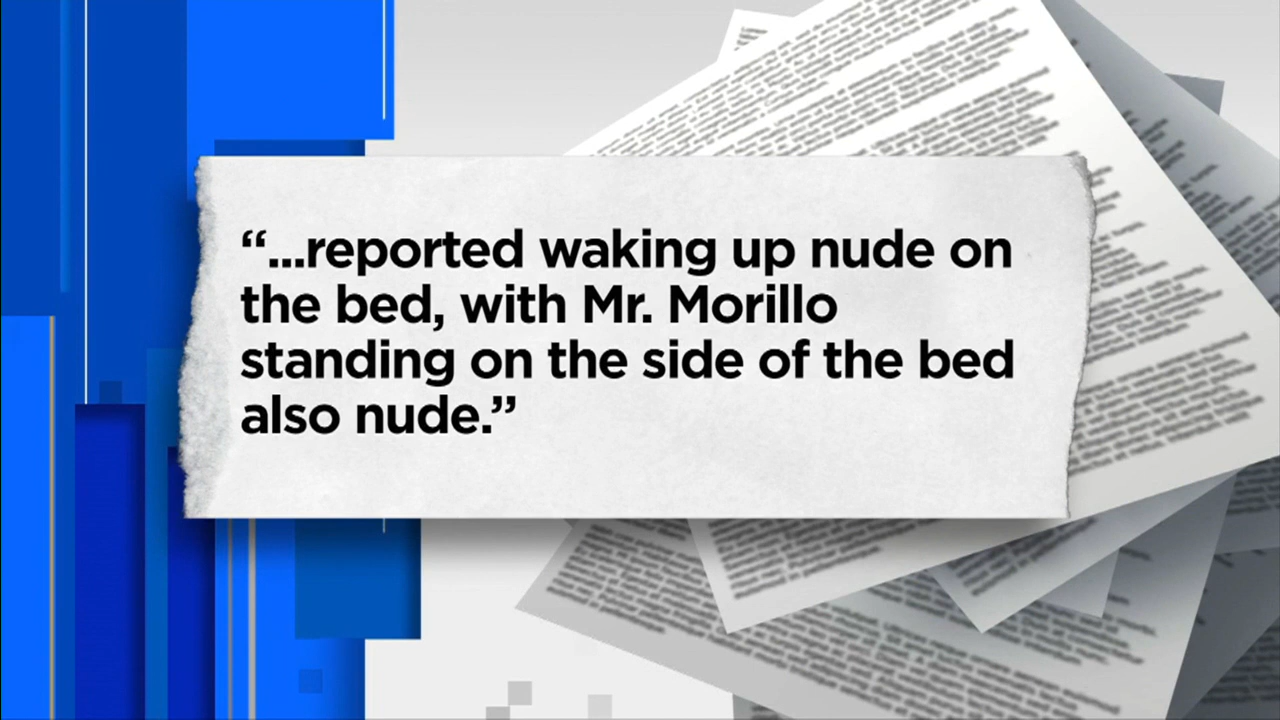 “...reported waking up nude on
the bed, with Mr. Morillo
standing on the side of the bed
also nude.”